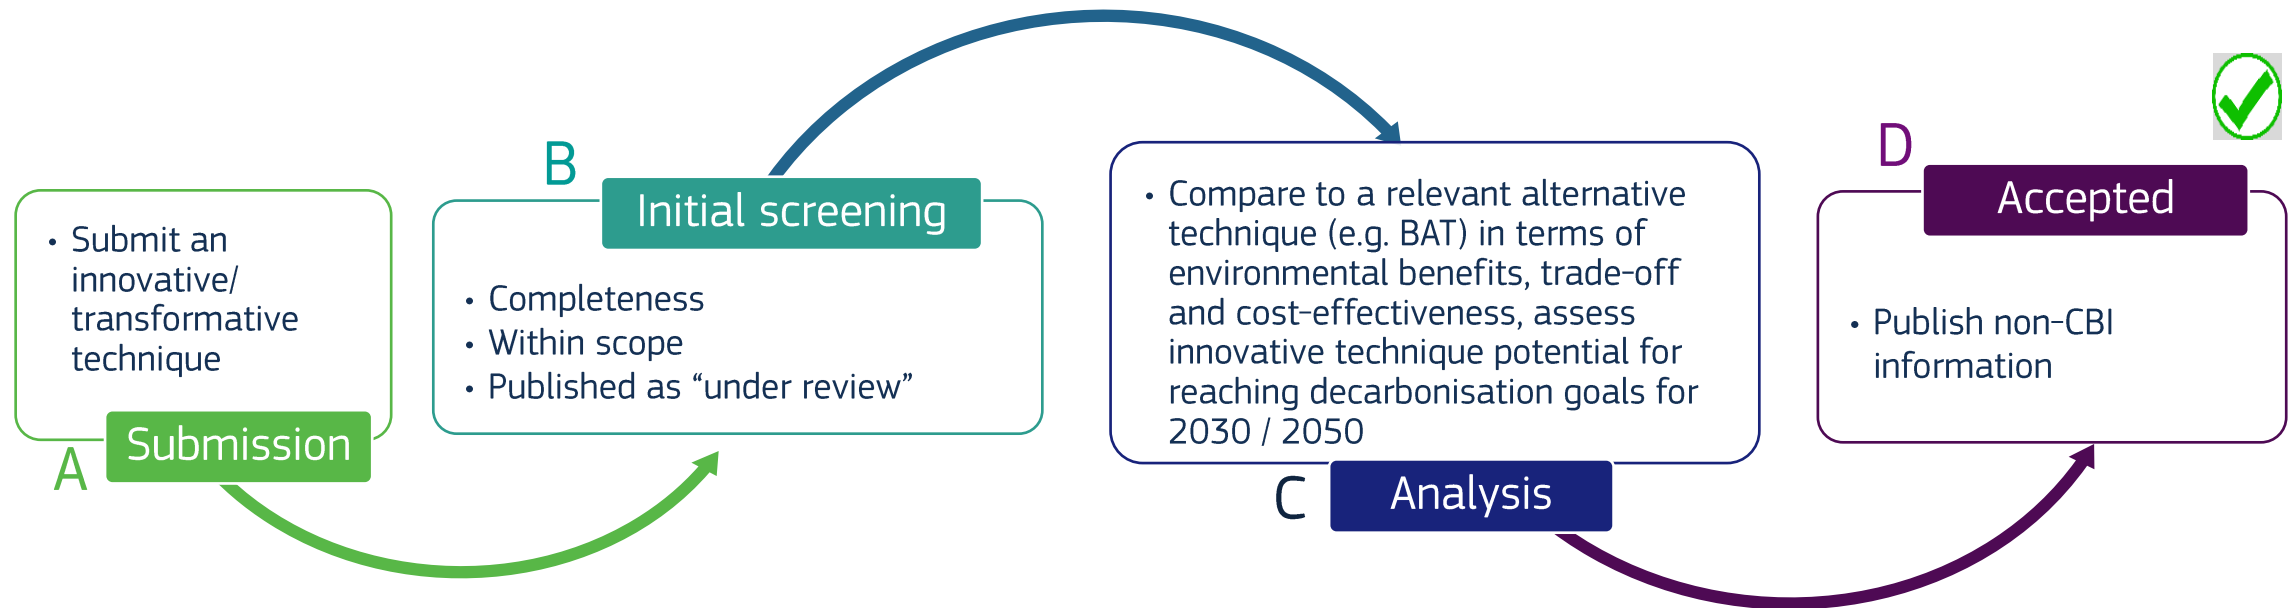 A
• Submit an
innovative/
transformative
technique
Submission
B
Initial screening
• Completeness
• Within scope
• Published as “under review”
• Compare to a relevant alternative
technique (e.g. BAT) in terms of
environmental benefits, trade-off
and cost-effectiveness, assess
innovative technique potential for
reaching decarbonisation goals for
2030 / 2050
C
Analysis
D
Accepted
• Publish non-CBI
information